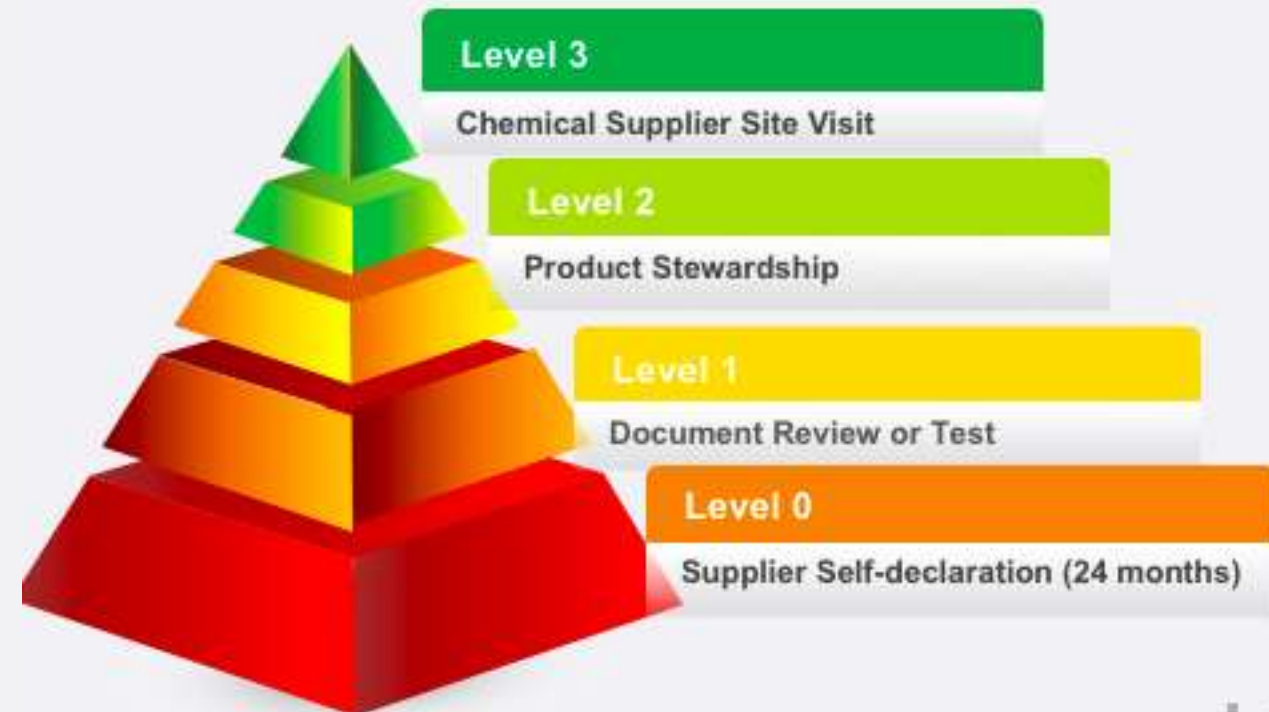 Level 3
Chemical Supplier Site Visit
Level 2
Product Stewardship
Level 1
Document Review or Test
Level 0
Supplier Self-declaration (24 months)